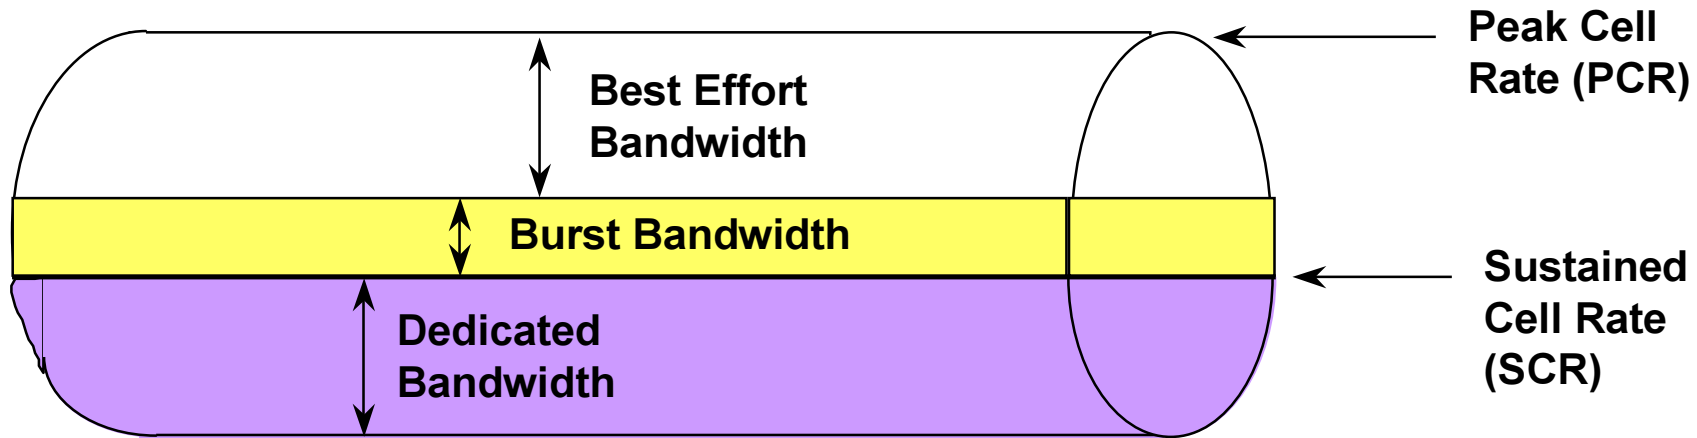 Peak Cell
Rate (PCR)
Best Effort
Bandwidth
Burst Bandwidth
Sustained
Cell Rate
(SCR)
Dedicated
Bandwidth